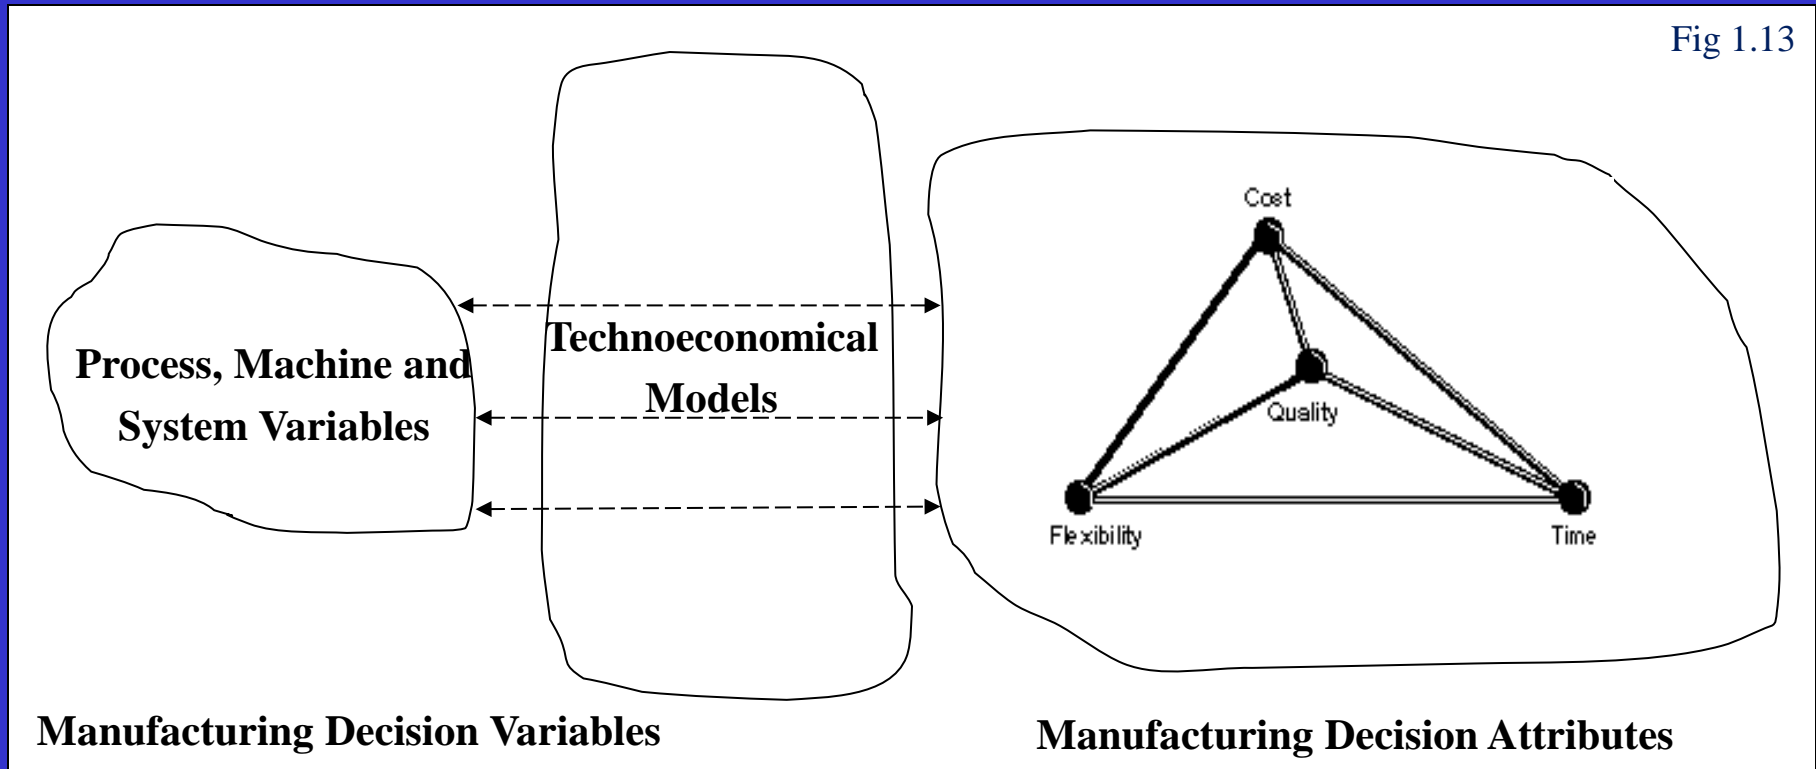 Fig 1.13
Process, Machine and
System Variables
Technoeconomical
Models
Cost
Quality
Flexibility
Time
Manufacturing Decision Variables
Manufacturing Decision Attributes